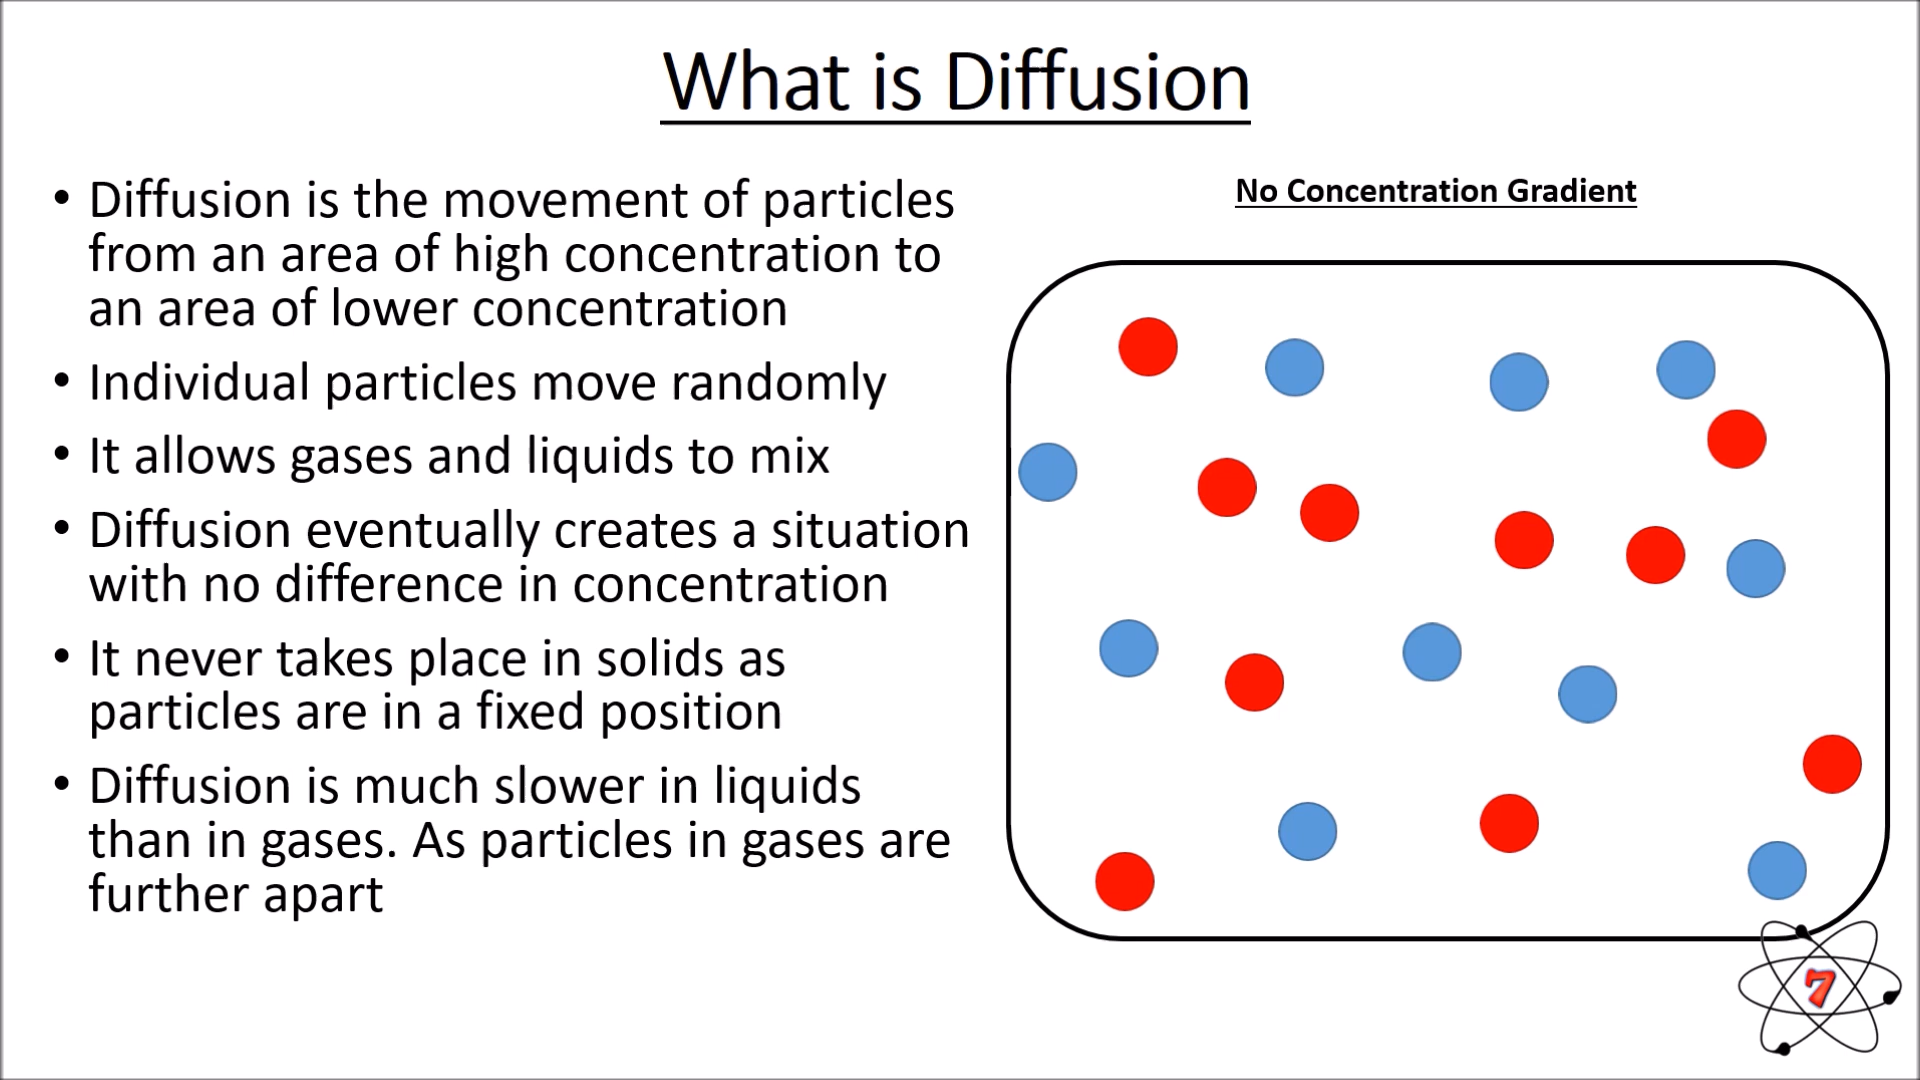 What is Diffusion
• Diffusion is the movement of particles
from an area of high concentration to
an area of lower concentration
• Individual particles move randomly
• It allows gases and liquids to mix
• Diffusion eventually creates a situation
with no difference in concentration
• It never takes place in solids as
particles are in a fixed position
• Diffusion is much slower in liquids
than in gases. As particles in gases are
further apart
No Concentration Gradient
7